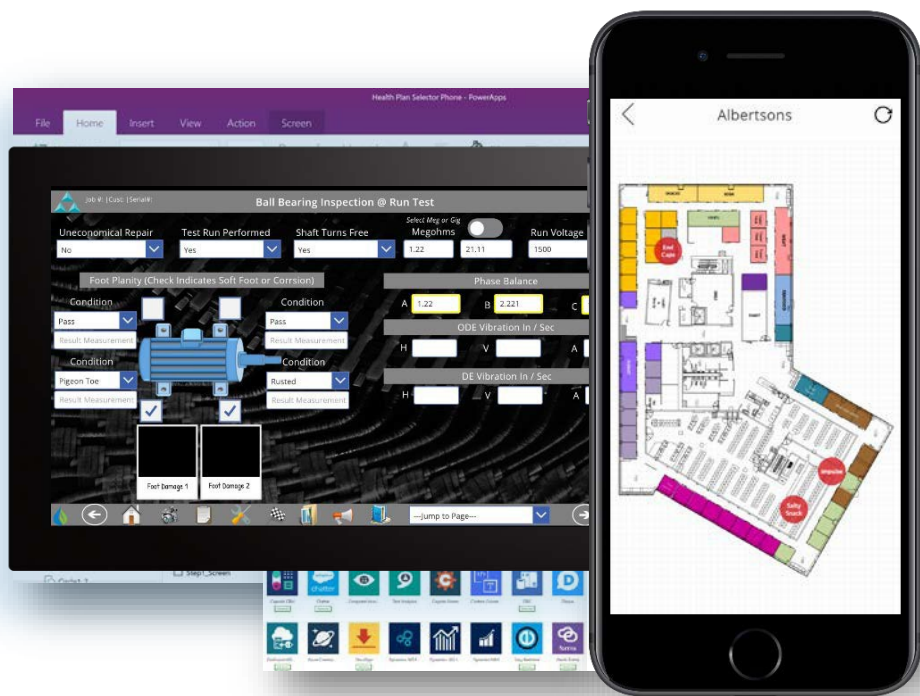 Health Plan Selector Phone - PowerApps
File Home Insert View Action Screen
Job #: |Cust: |Serial#:
Ball Bearing Inspection @ Run Test
Uneconomical Repair
No
Test Run Performed
Yes
Shaft Turns Free
Yes
Select Meg or Gig
Megohms
1.22
21.11
Run Voltage
1500
Foot Planity (Check Indicates Soft Foot or Corrsion)
Condition
Pass
Result Measurement
Condition
Pigeon Toe
Result Measurement
Condition
Pass
Result Measurement
Condition
Rusted
Result Measurement
Foot Damage 1
Foot Damage 2
Phase Balance
A 1.22 B 2.221 C
ODE Vibration In / Sec
H V A
DE Vibration In / Sec
H V A
---Jump to Page---
Step1_Screen
chatter
Albertsons
End
Caps
Impulse
Salty
Snack